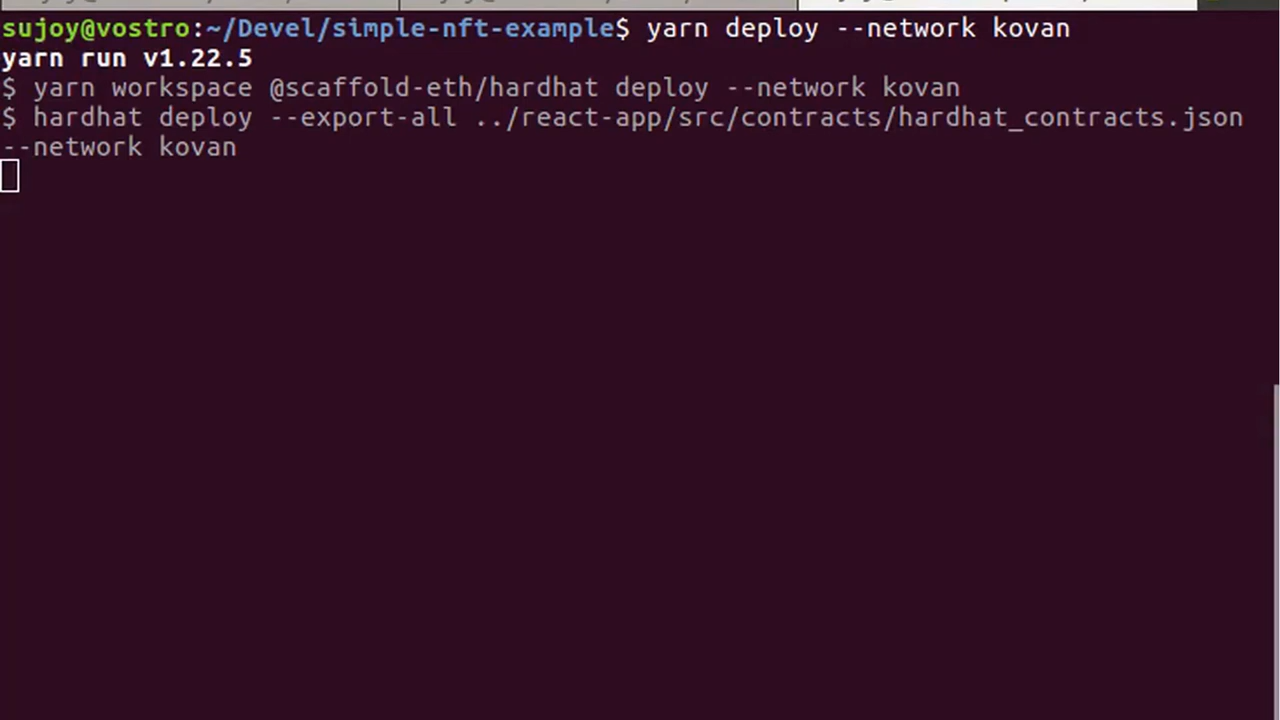 sujoy@vostro:~/Devel/simple-nft-example$ yarn deploy --network kovan
yarn run v1.22.5
$ yarn workspace @scaffold-eth/hardhat deploy --network kovan
$ hardhat deploy --export-all ../react-app/src/contracts/hardhat_contracts.json
--network kovan